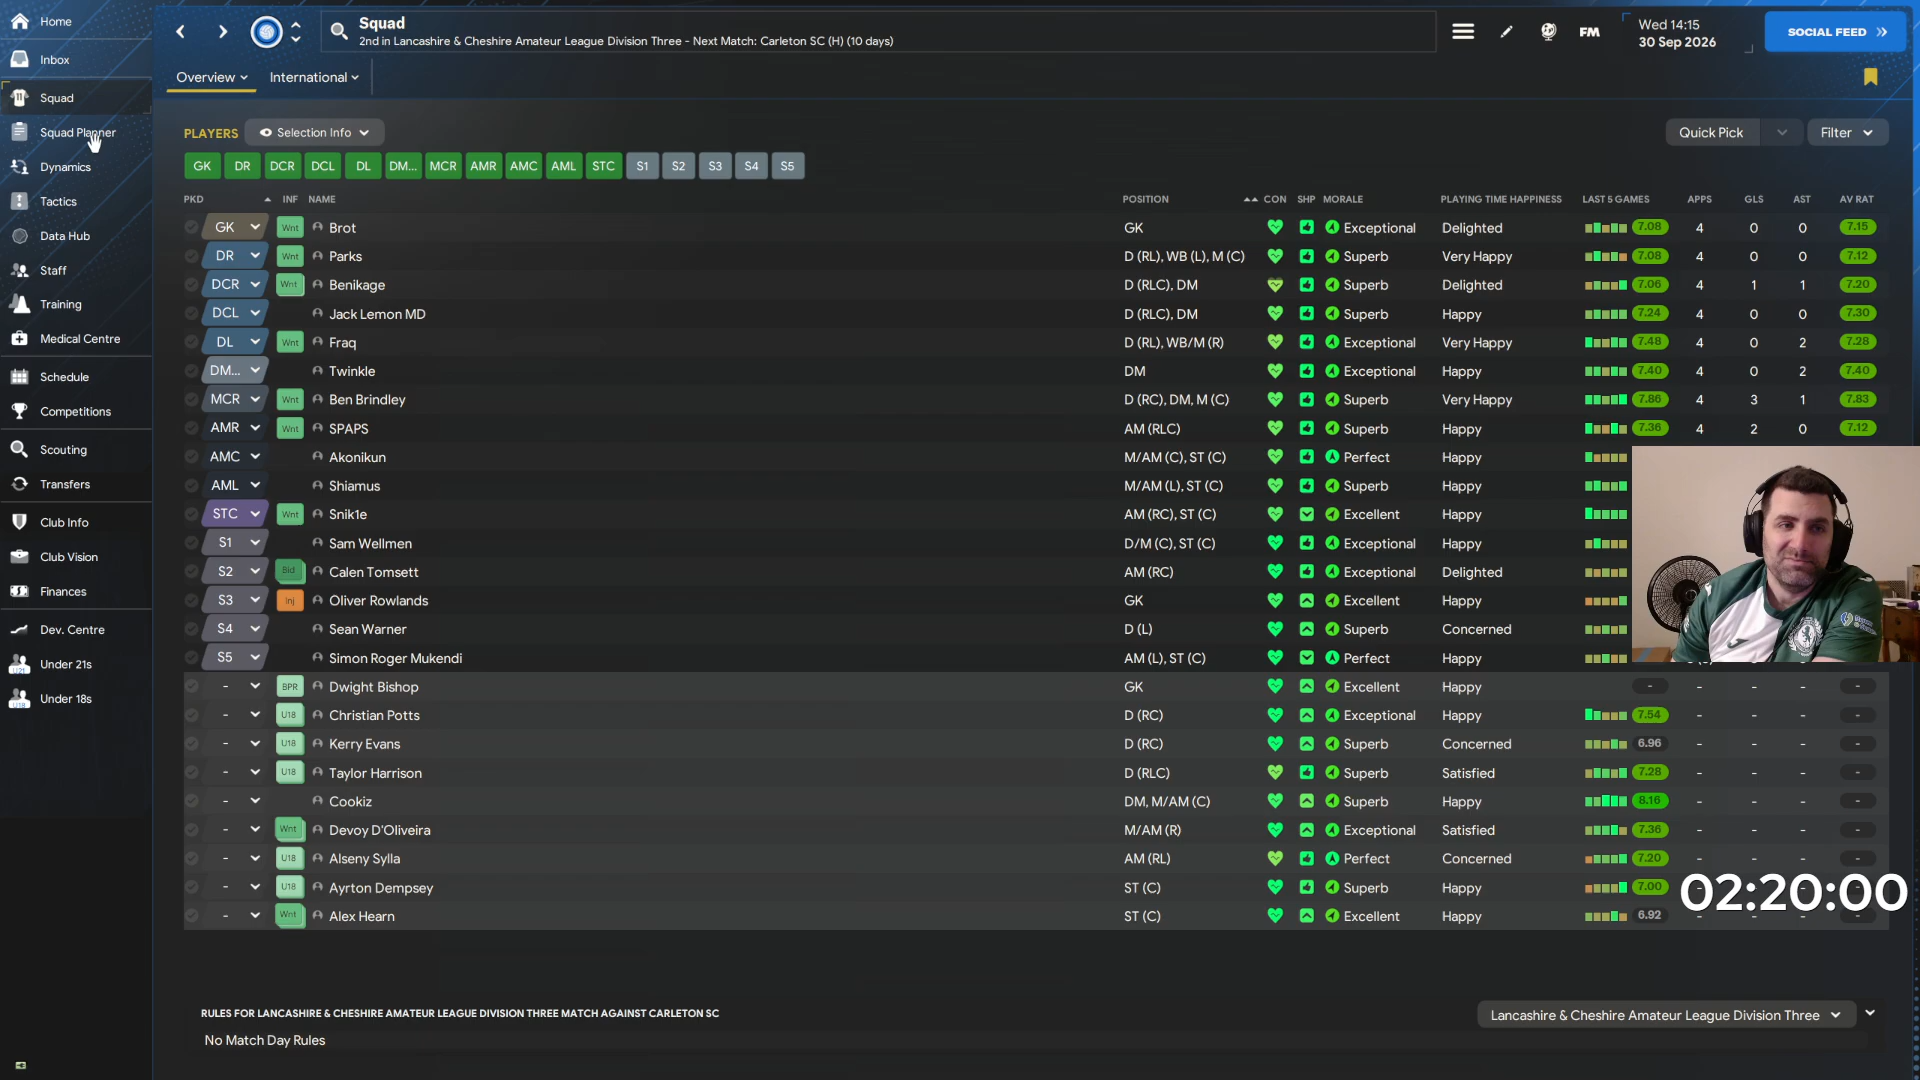 Home
Inbox
Squad
Squad Planner
Dynamics
Tactics
Data Hub
Staff
Training
Medical Centre
Schedule
Competitions
Scouting
Transfers
Club Info
Club Vision
Finances
Dev. Centre
Under 21s
Under 18s
Squad
2nd in Lancashire & Cheshire Amateur League Division Three - Next Match: Carleton SC (H) (10 days)
FM
Wed 14:15
30 Sep 2026
SOCIAL FEED
Overview International
PLAYERS Selection Info Quick Pick Filter
GK DR DCR DCL DL DM... MCR AMR AMC AML STC S1 S2 S3 S4 S5
PKD INF NAME POSITION CON SHP MORALE PLAYING TIME HAPPINESS LAST 5 GAMES APPS GLS AST AV RAT
GK Wnt Brot GK Exceptional Delighted 7.08 4 0 0 7.15
DR Wnt Parks D (RL), WB (L), M (C) Superb Very Happy 7.08 4 0 0 7.12
DCR Wnt Benikage D (RLC), DM Superb Delighted 7.06 4 1 1 7.20
DCL Jack Lemon MD D (RLC), DM Superb Happy 7.24 4 0 0 7.30
DL Wnt Fraq D (RL), WB/M (R) Exceptional Very Happy 7.48 4 0 2 7.28
DM... Twinkle DM Exceptional Happy 7.40 4 0 2 7.40
MCR Wnt Ben Brindley D (RC), DM, M (C) Superb Very Happy 7.86 4 3 1 7.83
AMR Wnt SPAPS AM (RLC) Superb Happy 7.36 4 2 0 7.12
AMC Akonikun M/AM (C), ST (C) Perfect Happy
AML Shiamus M/AM (L), ST (C) Superb Happy
STC Wnt Snik1e AM (RC), ST (C) Excellent Happy
S1 Sam Wellmen D/M (C), ST (C) Exceptional Happy
S2 Bid Calen Tomsett AM (RC) Exceptional Delighted
S3 Inj Oliver Rowlands GK Excellent Happy
S4 Sean Warner D (L) Superb Concerned
S5 Simon Roger Mukendi AM (L), ST (C) Perfect Happy
- BPR Dwight Bishop GK Excellent Happy - - - - -
- U18 Christian Potts D (RC) Exceptional Happy 7.54 - - - -
- U18 Kerry Evans D (RC) Superb Concerned 6.96 - - - -
- U18 Taylor Harrison D (RLC) Superb Satisfied 7.28 - - - -
- Cookiz DM, M/AM (C) Superb Happy 8.16 - - - -
- Wnt Devoy D'Oliveira M/AM (R) Exceptional Satisfied 7.36 - - - -
- U18 Alseny Sylla AM (RL) Perfect Concerned 7.20 - - - -
- U18 Ayrton Dempsey ST (C) Superb Happy 7.00
- Wnt Alex Hearn ST (C) Excellent Happy 6.92 - - - -
02:20:00
RULES FOR LANCASHIRE & CHESHIRE AMATEUR LEAGUE DIVISION THREE MATCH AGAINST CARLETON SC
Lancashire & Cheshire Amateur League Division Three
No Match Day Rules